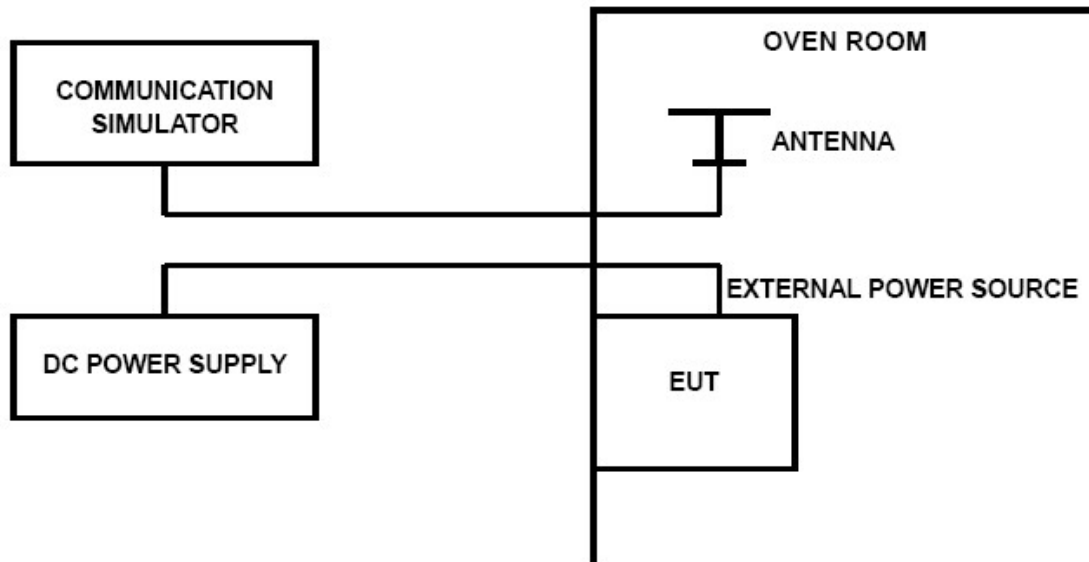 OVEN ROOM
COMMUNICATION
SIMULATOR
ANTENNA
EXTERNAL POWER SOURCE
DC POWER SUPPLY
EUT